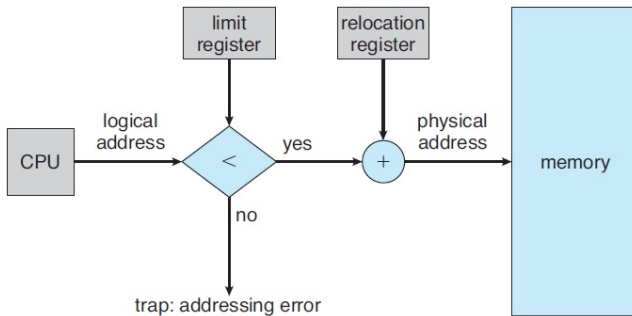 limit
register
relocation
register
logical
address
physical
address
CPU
<
yes
+
memory
no
trap: addressing error